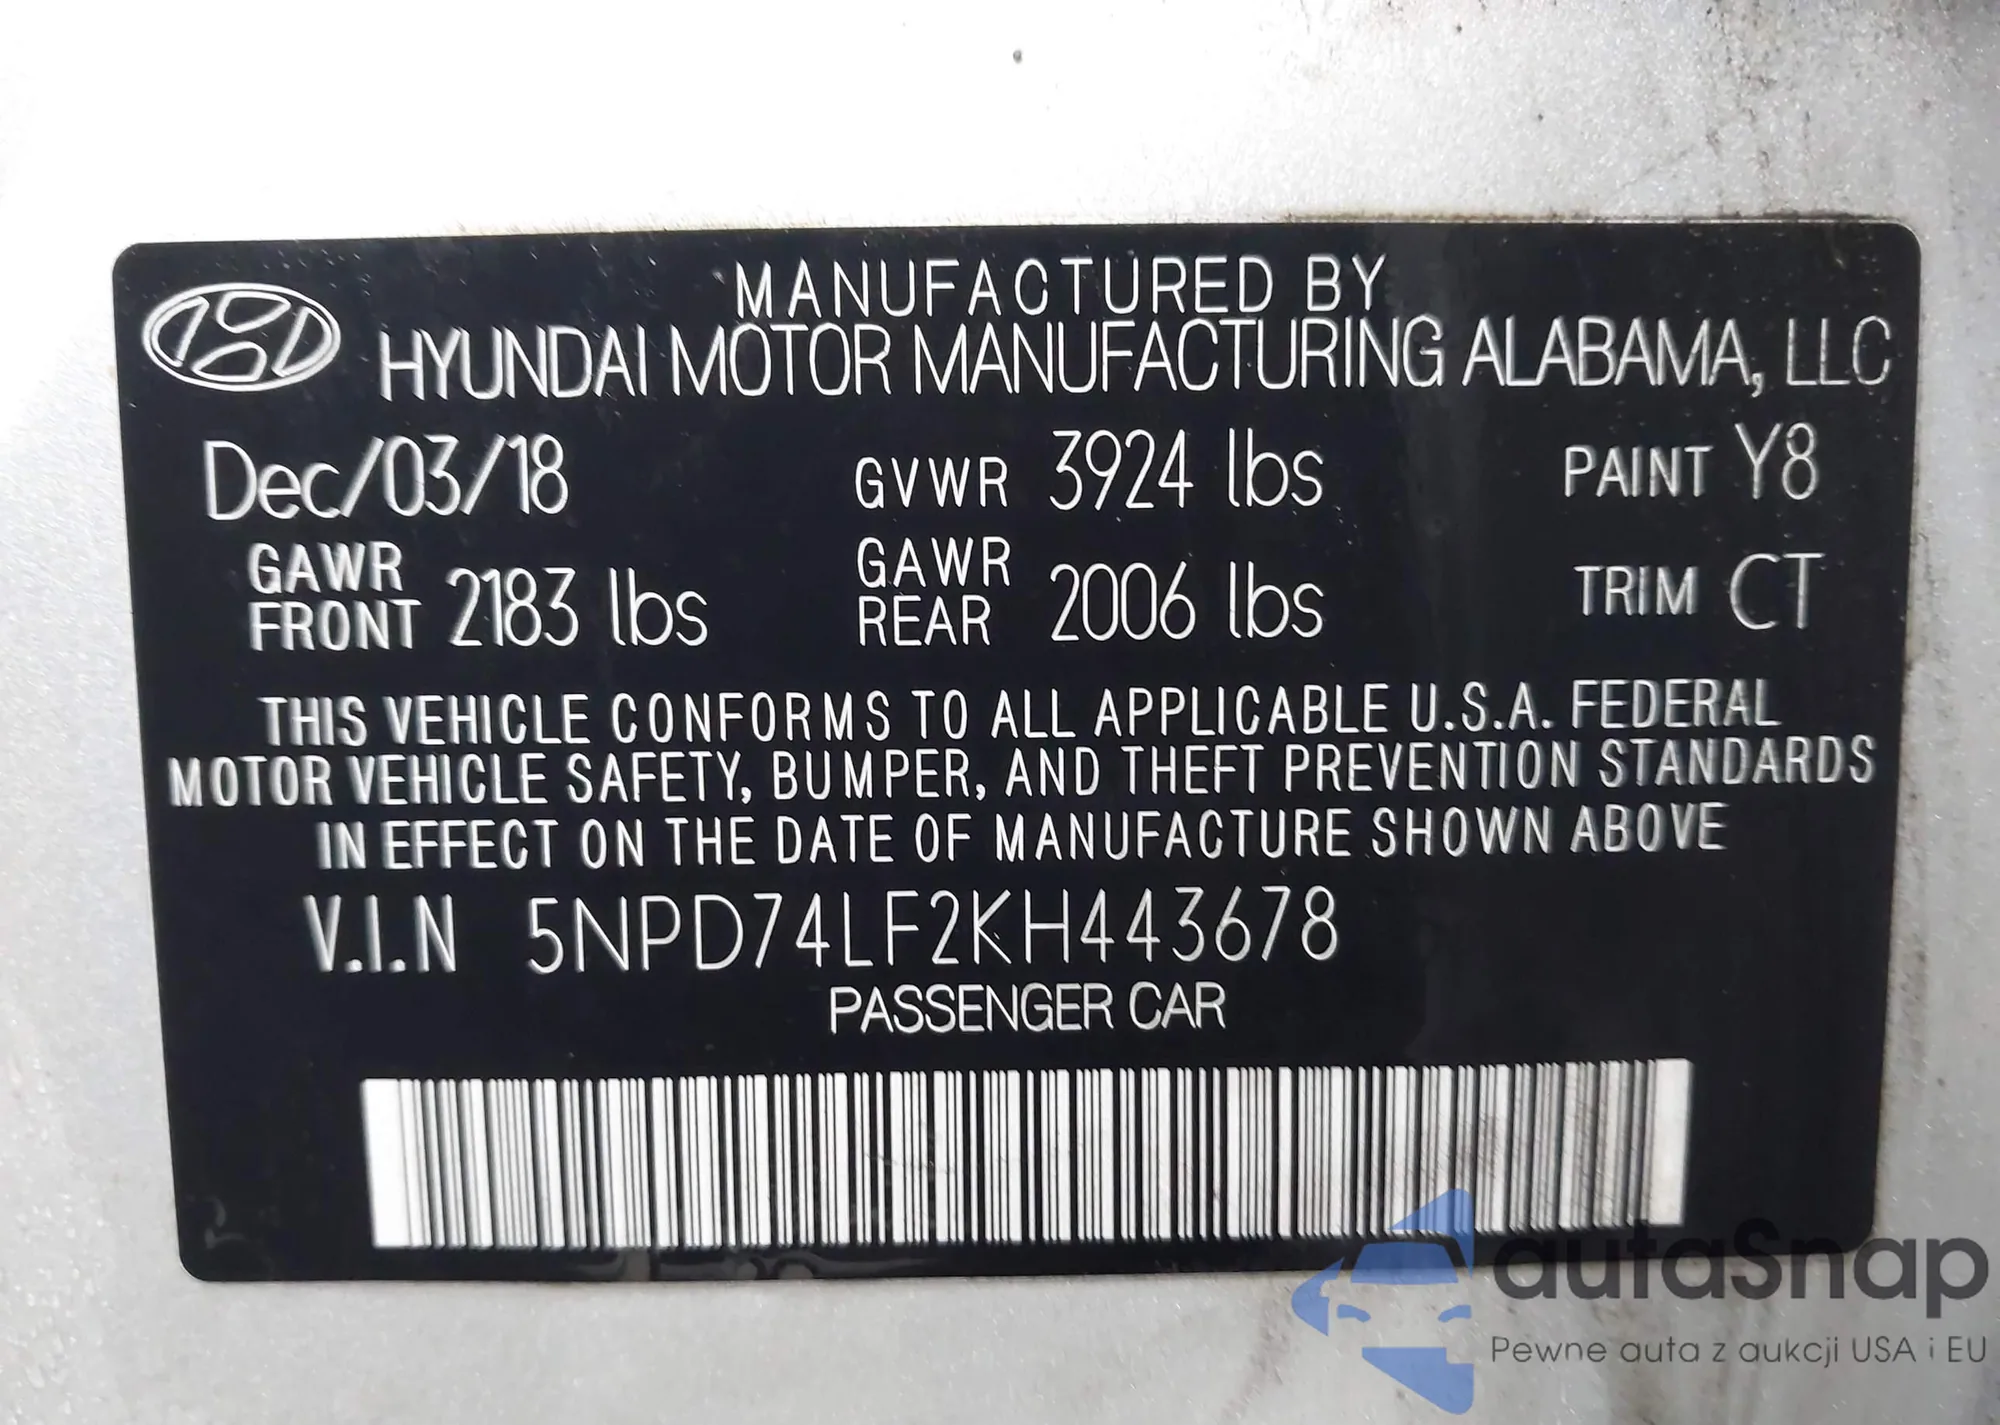 MANUFACTURED BY
HYUNDAI MOTOR MANUFACTURING ALABAMA, LLC
Dec/03/18 GVWR 3924 lbs PAINT Y8
GAWR FRONT 2183 lbs GAWR REAR 2006 lbs TRIM CT
THIS VEHICLE CONFORMS TO ALL APPLICABLE U.S.A. FEDERAL
MOTOR VEHICLE SAFETY, BUMPER, AND THEFT PREVENTION STANDARDS
IN EFFECT ON THE DATE OF MANUFACTURE SHOWN ABOVE
V.I.N 5NPD74LF2KH443678
PASSENGER CAR
autaSnap
Pewne auta z aukcji USA i EU